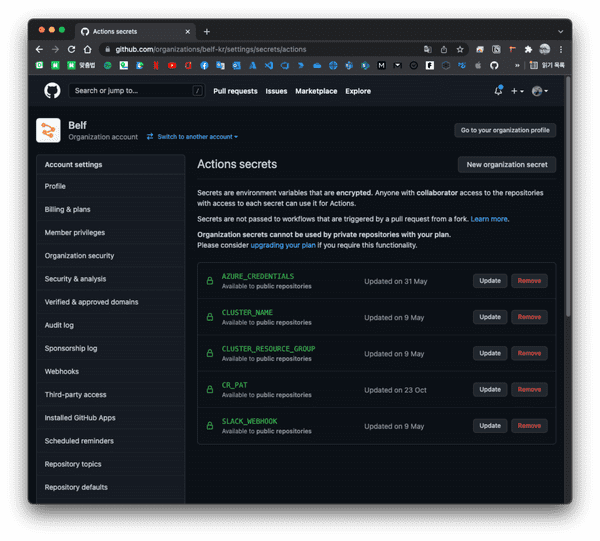 Actions secrets
github.com/organizations/belf-kr/settings/secrets/actions
맞춤법
읽기 목록
Search or jump to...
/
Pull requests
Issues
Marketplace
Explore
Belf
Organization account
Switch to another account
Go to your organization profile
Account settings
Profile
Billing & plans
Member privileges
Organization security
Security & analysis
Verified & approved domains
Audit log
Sponsorship log
Webhooks
Third-party access
Installed GitHub Apps
Scheduled reminders
Repository topics
Repository defaults
Actions secrets
New organization secret
Secrets are environment variables that are encrypted. Anyone with collaborator access to the repositories
with access to each secret can use it for Actions.
Secrets are not passed to workflows that are triggered by a pull request from a fork. Learn more.
Organization secrets cannot be used by private repositories with your plan.
Please consider upgrading your plan if you require this functionality.
AZURE_CREDENTIALS
Available to public repositories
Updated on 31 May
Update
Remove
CLUSTER_NAME
Available to public repositories
Updated on 9 May
Update
Remove
CLUSTER_RESOURCE_GROUP
Available to public repositories
Updated on 9 May
Update
Remove
CR_PAT
Available to public repositories
Updated on 23 Oct
Update
Remove
SLACK_WEBHOOK
Available to public repositories
Updated on 9 May
Update
Remove